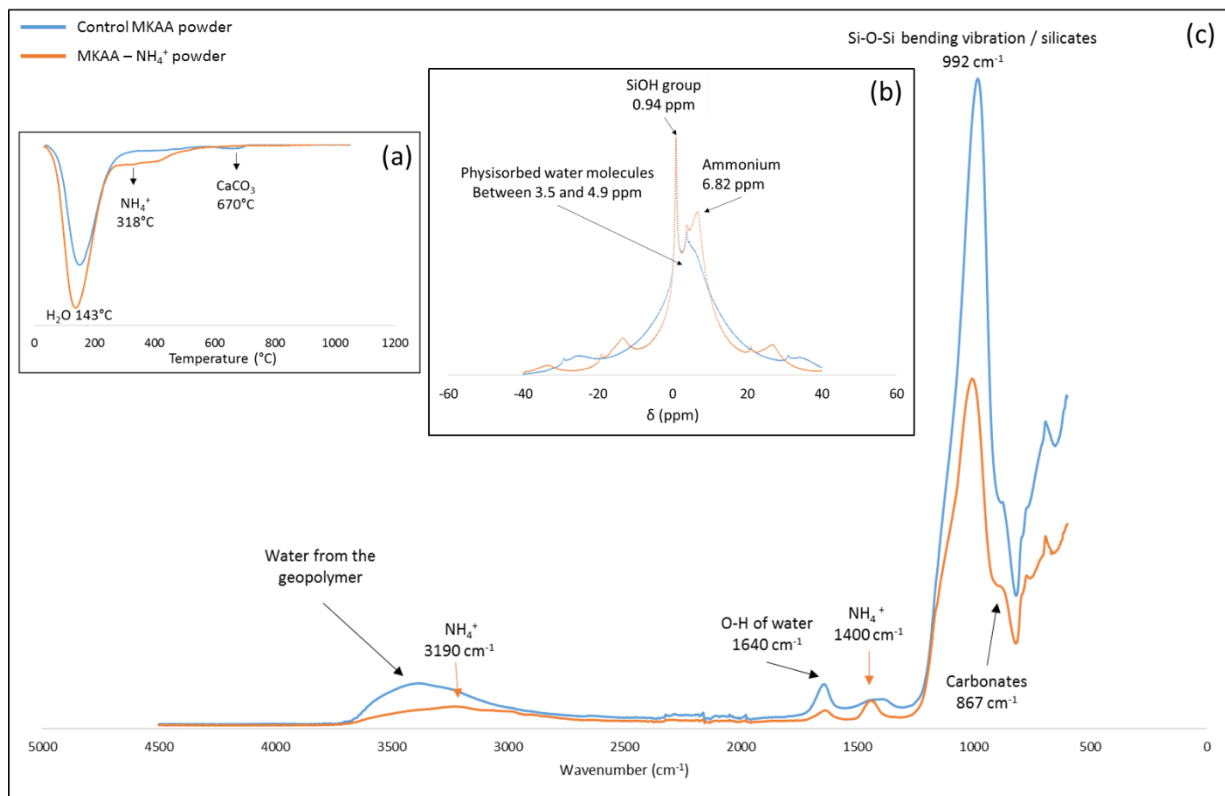 Control MKAA powder
MKAA – NH₄⁺ powder
(a)
NH₄⁺
318°C
CaCO₃
670°C
H₂O 143°C
0 200 400 600 800 1000 1200
Temperature (°C)
(b)
SiOH group
0.94 ppm
Physisorbed water molecules
Between 3.5 and 4.9 ppm
Ammonium
6.82 ppm
-60 -40 -20 0 20 40 60
δ (ppm)
(c)
Si-O-Si bending vibration / silicates
992 cm⁻¹
Water from the
geopolymer
NH₄⁺
3190 cm⁻¹
O-H of water
1640 cm⁻¹
NH₄⁺
1400 cm⁻¹
Carbonates
867 cm⁻¹
5000 4500 4000 3500 3000 2500 2000 1500 1000 500 0
Wavenumber (cm⁻¹)